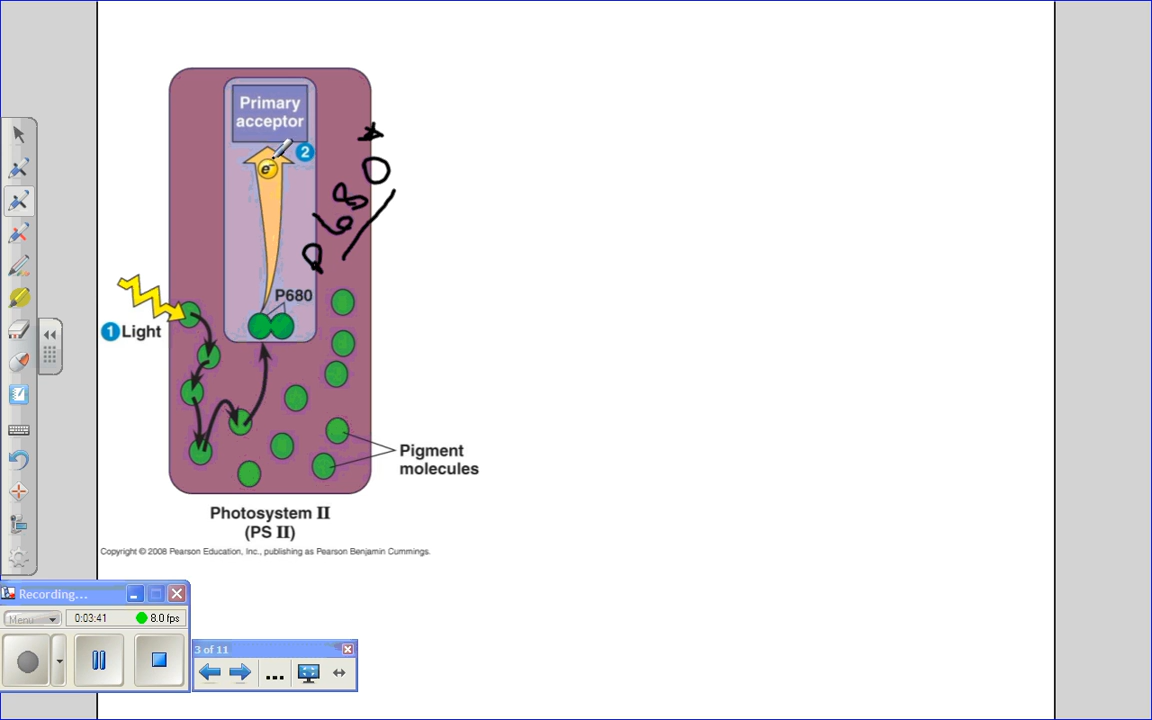 Primary
acceptor
2
e-
P680
P680
1 Light
Pigment
molecules
Photosystem II
(PS II)
Copyright © 2008 Pearson Education, Inc., publishing as Pearson Benjamin Cummings.
Recording...
Menu
0:03:41
8.0 fps
3 of 11